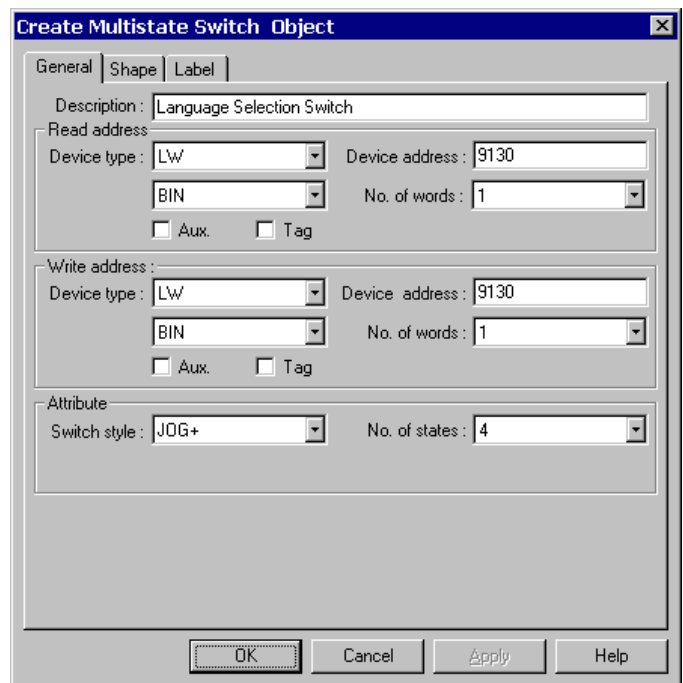 Create Multistate Switch Object
General Shape Label
Description : Language Selection Switch
Read address
Device type : LW Device address : 9130
BIN No. of words : 1
Aux. Tag
Write address :
Device type : LW Device address : 9130
BIN No. of words : 1
Aux. Tag
Attribute
Switch style : JOG+ No. of states : 4
OK Cancel Apply Help